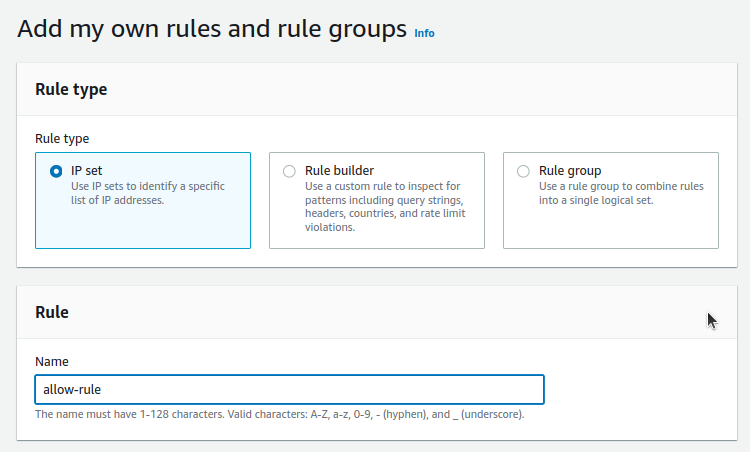 Add my own rules and rule groups Info
Rule type
Rule type
IP set
Use IP sets to identify a specific
list of IP addresses.
Rule builder
Use a custom rule to inspect for
patterns including query strings,
headers, countries, and rate limit
violations.
Rule group
Use a rule group to combine rules
into a single logical set.
Rule
Name
allow-rule
The name must have 1-128 characters. Valid characters: A-Z, a-z, 0-9, - (hyphen), and _ (underscore).